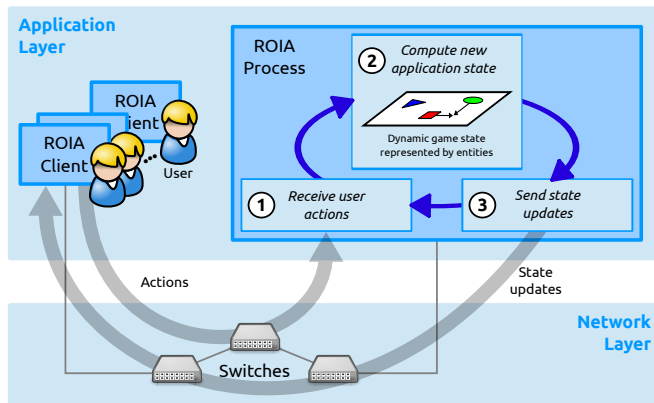 Application
Layer
ROIA
Client
ROIA
Client
User
ROIA
Process
2
Compute new
application state
Dynamic game state
represented by entities
1
Receive user
actions
3
Send state
updates
Actions
State
updates
Network
Layer
Switches